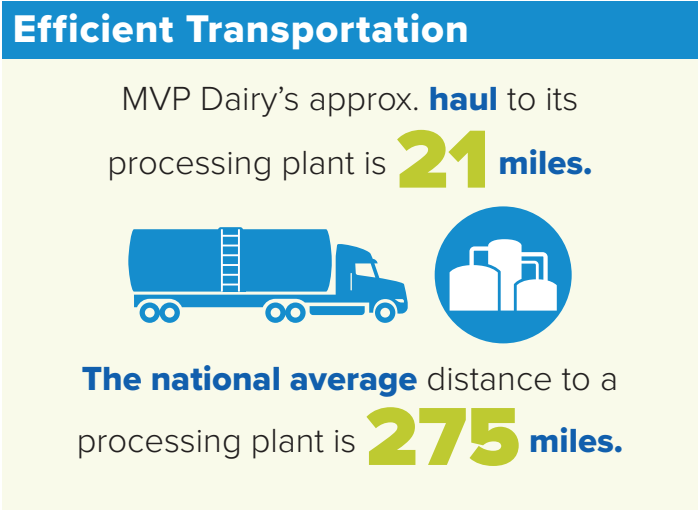 Efficient Transportation
MVP Dairy's approx. haul to its
processing plant is 21 miles.
The national average distance to a
processing plant is 275 miles.